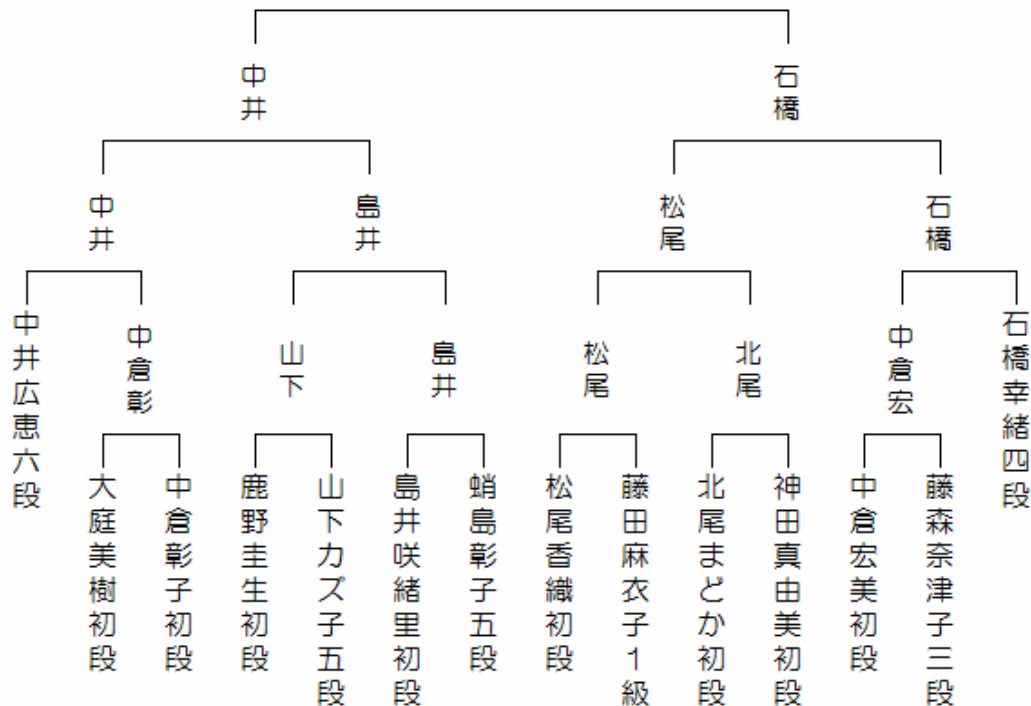 中井
石橋
中井
島井
松尾
石橋
中井広恵六段
中倉彰
山下
島井
松尾
北尾
中倉宏
石橋幸緒四段
大庭美樹初段
中倉彰子初段
鹿野圭生初段
山下カズ子五段
島井咲緒里初段
蛸島彰子五段
松尾香織初段
藤田麻衣子1級
北尾まどか初段
神田真由美初段
中倉宏美初段
藤森奈津子三段